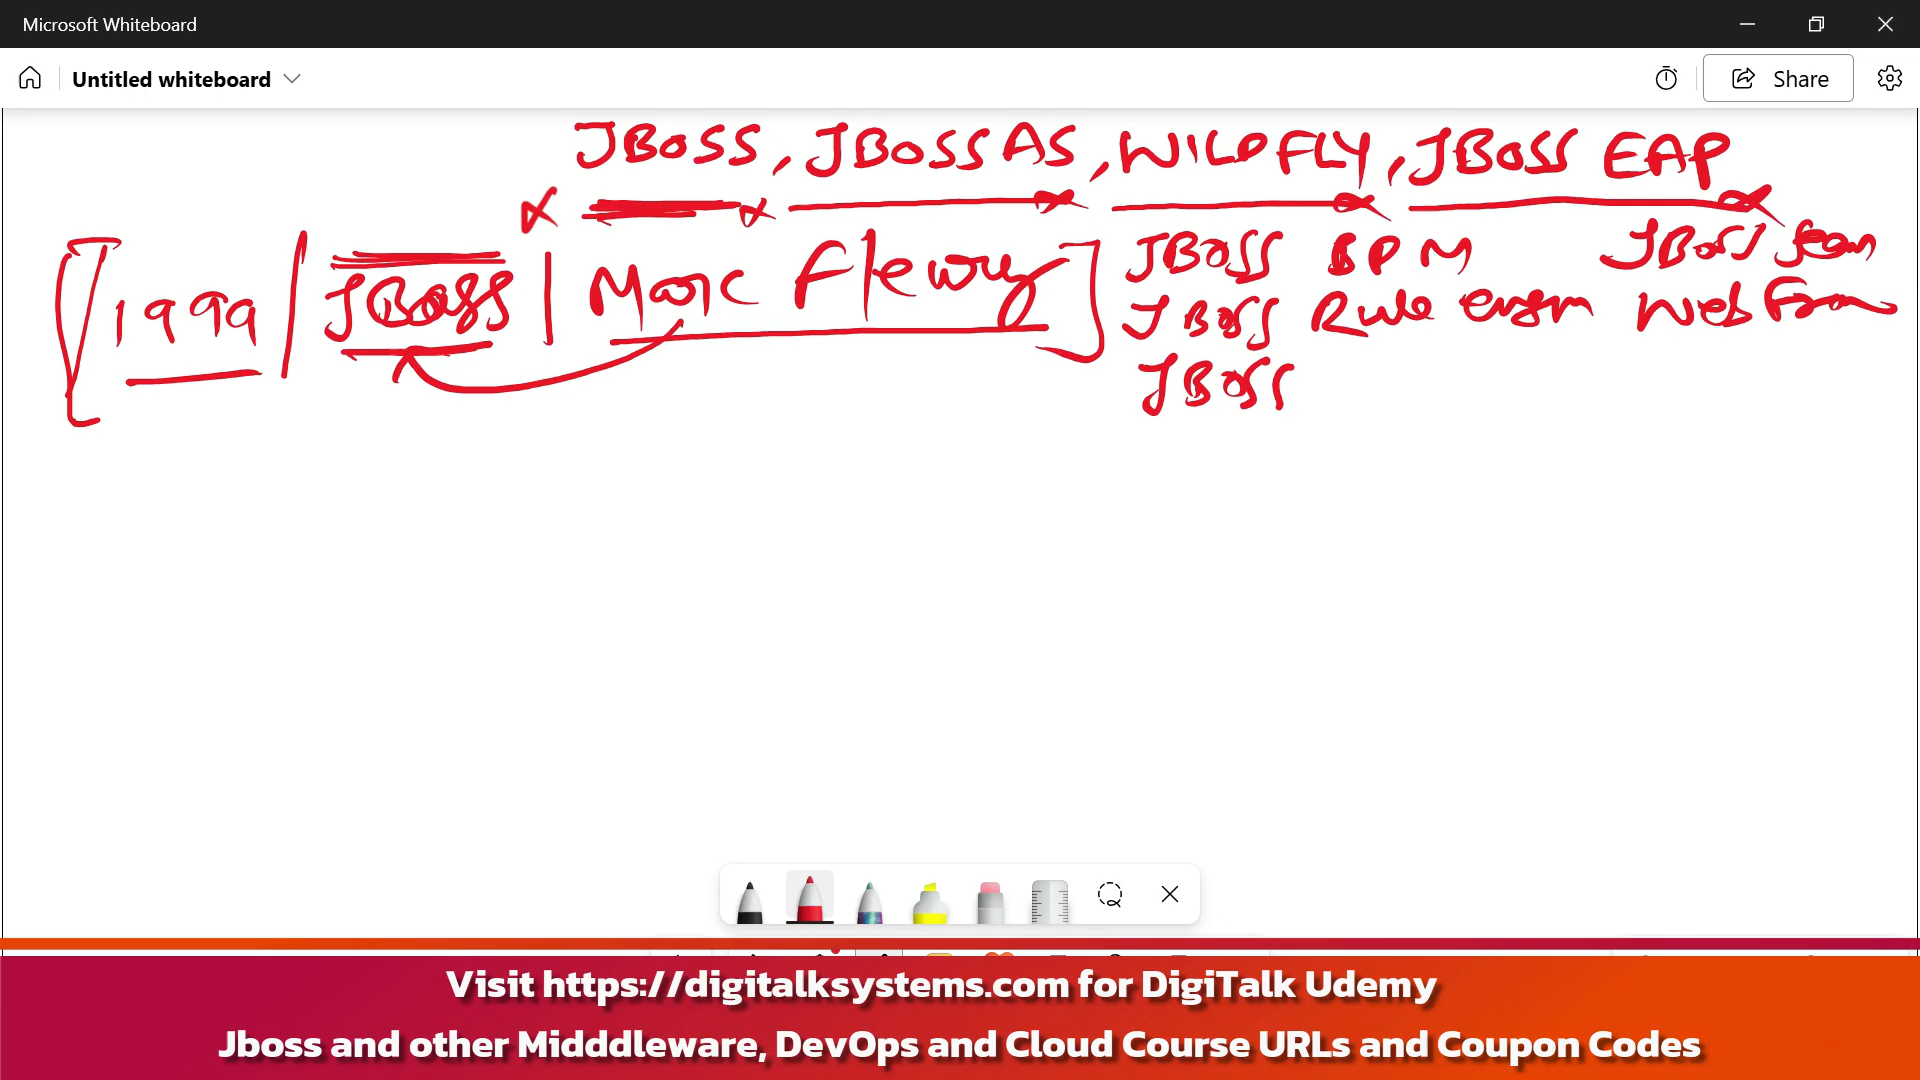 Microsoft Whiteboard
Untitled whiteboard
Share
JBoss, JBoss AS, WILDFLY, JBoss EAP
1999 | JBoss | Marc Fleury
JBoss BPM
JBoss Seam
JBoss Rule
Web Fram
JBoss
Visit https://digitalksystems.com for DigiTalk Udemy
Jboss and other Midddleware, DevOps and Cloud Course URLs and Coupon Codes